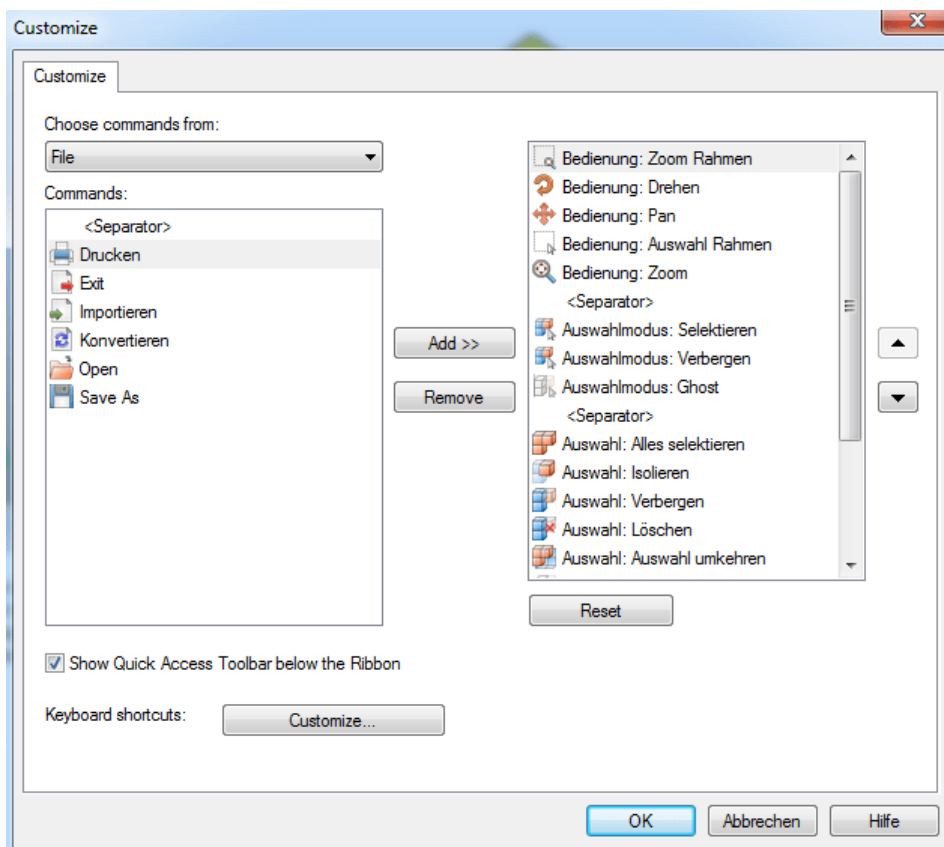 Customize
Customize
Choose commands from:
File
Commands:
<Separator>
Drucken
Exit
Importieren
Konvertieren
Open
Save As
Add >>
Remove
Bedienung: Zoom Rahmen
Bedienung: Drehen
Bedienung: Pan
Bedienung: Auswahl Rahmen
Bedienung: Zoom
<Separator>
Auswahlmodus: Selektieren
Auswahlmodus: Verbergen
Auswahlmodus: Ghost
<Separator>
Auswahl: Alles selektieren
Auswahl: Isolieren
Auswahl: Verbergen
Auswahl: Löschen
Auswahl: Auswahl umkehren
Reset
Show Quick Access Toolbar below the Ribbon
Keyboard shortcuts:
Customize...
OK
Abbrechen
Hilfe